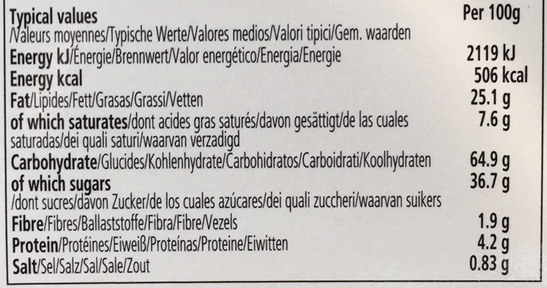 Typical values Per 100g
/Valeurs moyennes/Typische Werte/Valores medios/Valori tipici/Gem. waarden
Energy kJ/Énergie/Brennwert/Valor energético/Energia/Energie 2119 kJ
Energy kcal 506 kcal
Fat/Lipides/Fett/Grasas/Grassi/Vetten 25.1 g
of which saturates/dont acides gras saturés/davon gesättigt/de las cuales 7.6 g
saturadas/dei quali saturi/waarvan verzadigd
Carbohydrate/Glucides/Kohlenhydrate/Carbohidratos/Carboidrati/Koolhydraten 64.9 g
of which sugars 36.7 g
/dont sucres/davon Zucker/de los cuales azúcares/dei quali zuccheri/waarvan suikers
Fibre/Fibres/Ballaststoffe/Fibra/Fibre/Vezels 1.9 g
Protein/Protéines/Eiweiß/Proteínas/Proteine/Eiwitten 4.2 g
Salt/Sel/Salz/Sal/Sale/Zout 0.83 g